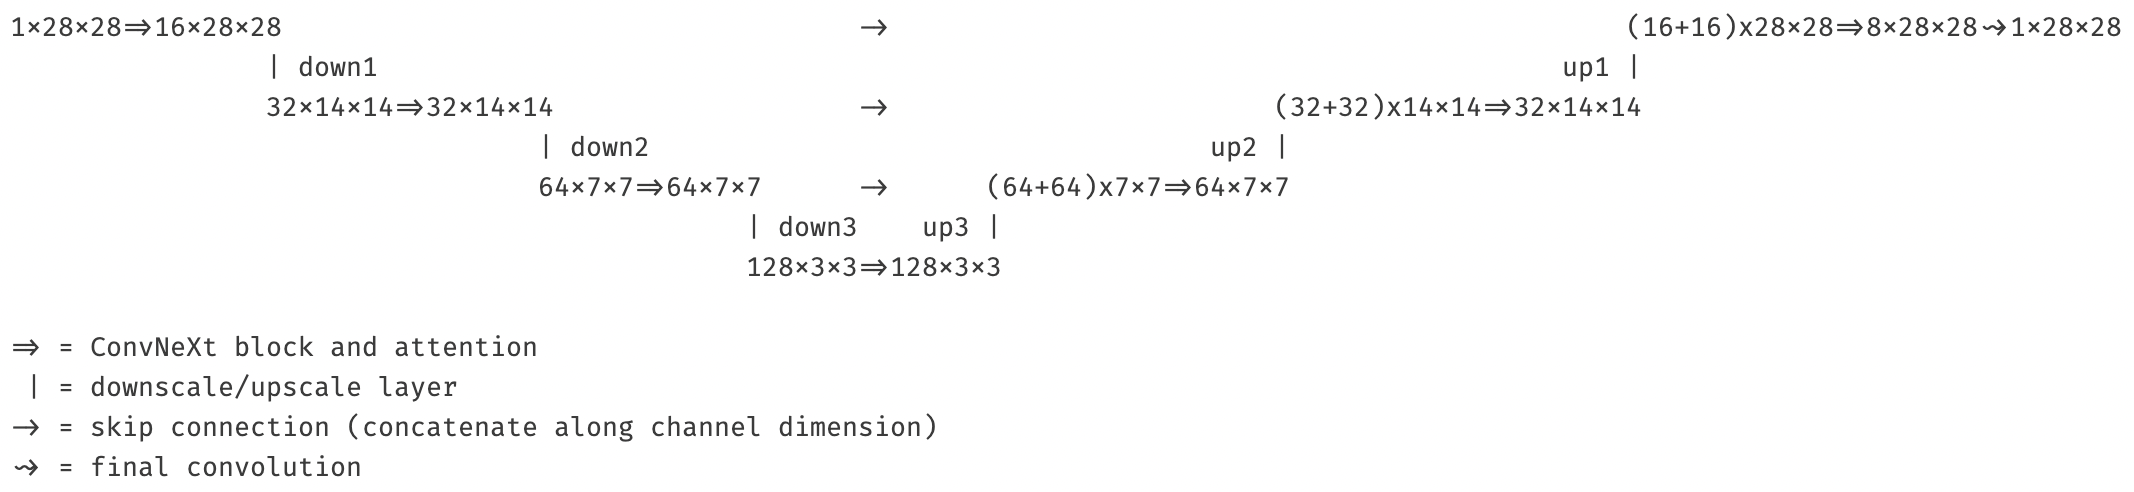 1×28×28⇒16×28×28 → (16+16)x28×28⇒8×28×28⇝1×28×28
| down1 up1 |
32×14×14⇒32×14×14 → (32+32)x14×14⇒32×14×14
| down2 up2 |
64×7×7⇒64×7×7 → (64+64)x7×7⇒64×7×7
| down3 up3 |
128×3×3⇒128×3×3
⇒ = ConvNeXt block and attention
| = downscale/upscale layer
→ = skip connection (concatenate along channel dimension)
⇝ = final convolution